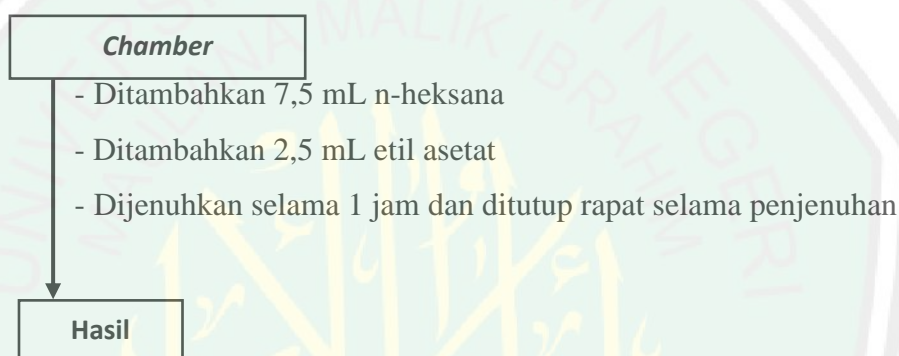 Chamber
- Ditambahkan 7,5 mL n-heksana
- Ditambahkan 2,5 mL etil asetat
- Dijenuhkan selama 1 jam dan ditutup rapat selama penjenuhan
Hasil